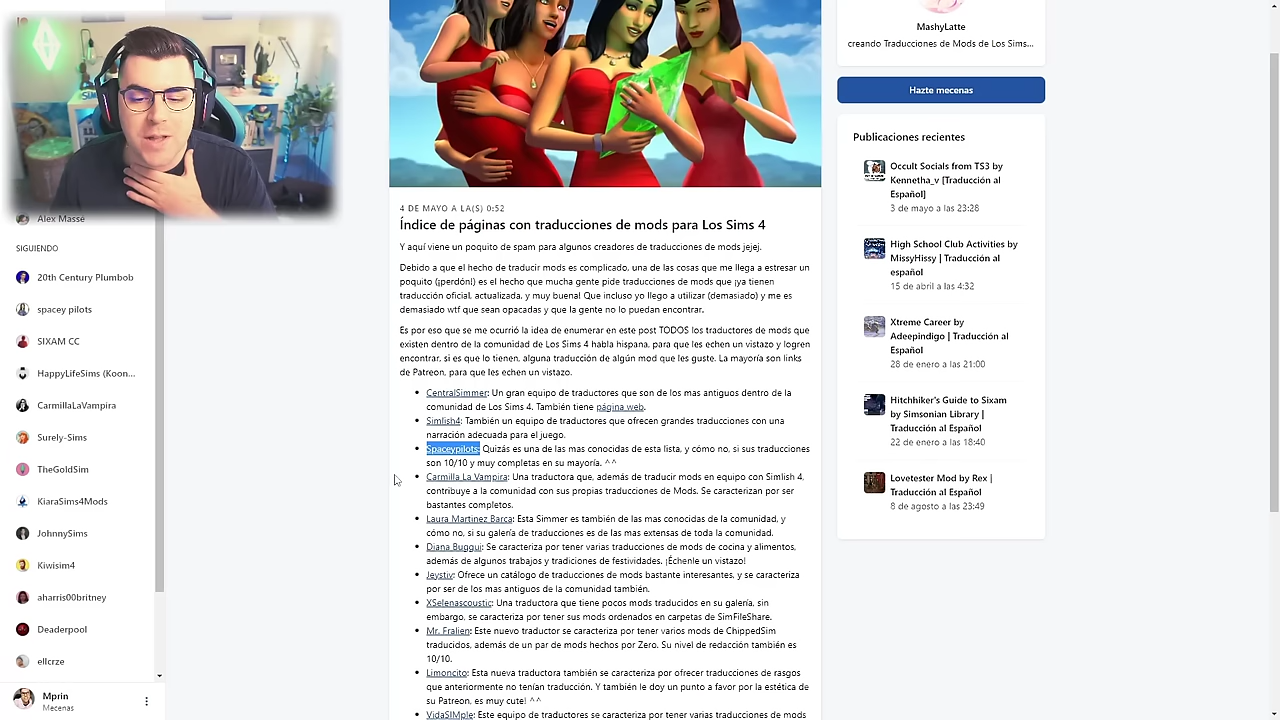 Alex Massé
SIGUIENDO
20th Century Plumbob
spacey pilots
SIXAM CC
HappyLifeSims (Koon...
CarmillaLaVampira
Surely-Sims
TheGoldSim
KiaraSims4Mods
JohnnySims
Kiwisim4
aharris00britney
Deaderpool
ellcrze
Mprin
Mecenas
4 DE MAYO A LA(S) 0:52
Índice de páginas con traducciones de mods para Los Sims 4
Y aquí viene un poquito de spam para algunos creadores de traducciones de mods jejej.
Debido a que el hecho de traducir mods es complicado, una de las cosas que me llega a estresar un
poquito (¡perdón!) es el hecho que mucha gente pide traducciones de mods que ¡ya tienen
traducción oficial, actualizada, y muy buena! Que incluso yo llego a utilizar (demasiado) y me es
demasiado wtf que sean opacadas y que la gente no lo puedan encontrar.
Es por eso que se me ocurrió la idea de enumerar en este post TODOS los traductores de mods que
existen dentro de la comunidad de Los Sims 4 habla hispana, para que les echen un vistazo y logren
encontrar, si es que lo tienen, alguna traducción de algún mod que les guste. La mayoría son links
de Patreon, para que les echen un vistazo.
• CentralSimmer: Un gran equipo de traductores que son de los mas antiguos dentro de la
comunidad de Los Sims 4. También tiene página web.
• Simlish4: También un equipo de traductores que ofrecen grandes traducciones con una
narración adecuada para el juego.
• Spaceypilots: Quizás es una de las mas conocidas de esta lista, y cómo no, si sus traducciones
son 10/10 y muy completas en su mayoría. ^^
• Carmilla La Vampira: Una traductora que, además de traducir mods en equipo con Simlish 4,
contribuye a la comunidad con sus propias traducciones de Mods. Se caracterizan por ser
bastantes completos.
• Laura Martinez Barca: Esta Simmer es también de las mas conocidas de la comunidad, y
cómo no, si su galería de traducciones es de las mas extensas de toda la comunidad.
• Diana Buggui: Se caracteriza por tener varias traducciones de mods de cocina y alimentos,
además de algunos trabajos y tradiciones de festividades. ¡Échenle un vistazo!
• Jeystiv: Ofrece un catálogo de traducciones de mods bastante interesantes, y se caracteriza
por ser de los mas antiguos de la comunidad también.
• XSelenascoustic: Una traductora que tiene pocos mods traducidos en su galería, sin
embargo, se caracteriza por tener sus mods ordenados en carpetas de SimFileShare.
• Mr. Fralien: Este nuevo traductor se caracteriza por tener varios mods de ChippedSim
traducidos, además de un par de mods hechos por Zero. Su nivel de redacción también es
10/10.
• Limoncito: Esta nueva traductora también se caracteriza por ofrecer traducciones de rasgos
que anteriormente no tenían traducción. Y también le doy un punto a favor por la estética de
su Patreon, es muy cute! ^^
• VidaSIMple: Este equipo de traductores se caracteriza por tener varias traducciones de mods
MashyLatte
creando Traducciones de Mods de Los Sims...
Hazte mecenas
Publicaciones recientes
Occult Socials from TS3 by
Kennetha_v [Traducción al
Español]
3 de mayo a las 23:28
High School Club Activities by
MissyHissy | Traducción al
español
15 de abril a las 4:32
Xtreme Career by
Adeepindigo | Traducción al
Español
28 de enero a las 21:00
Hitchhiker's Guide to Sixam
by Simsonian Library |
Traducción al Español
22 de enero a las 18:40
Lovetester Mod by Rex |
Traducción al Español
8 de agosto a las 23:49